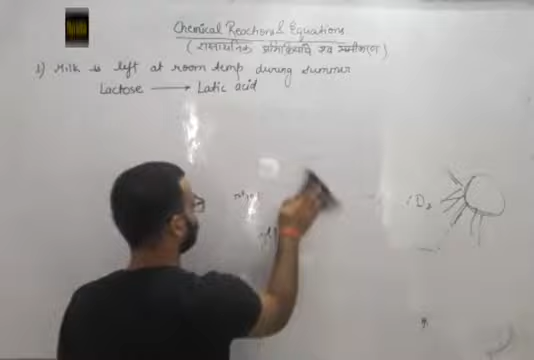 Chemical Reactions & Equations
(रासायनिक अभिक्रियाएँ एवं समीकरण)
1) Milk is left at room temp during summer
Lactose ⟶ Latic acid